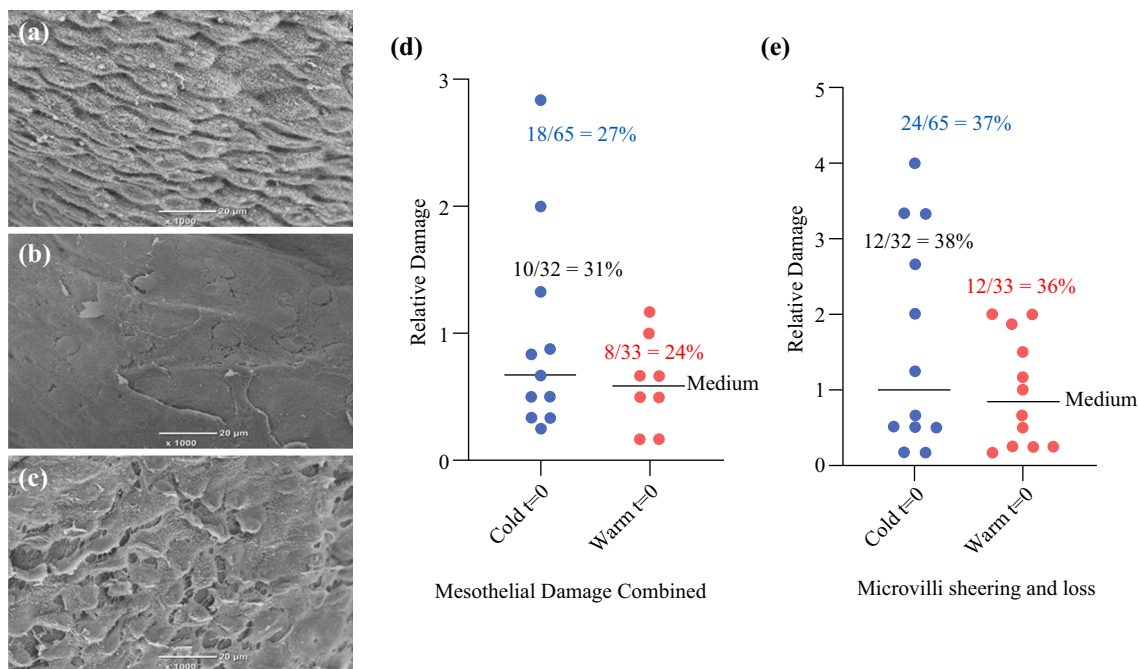 (a)
20 µm
x 1000
(b)
20 µm
x 1000
(c)
20 µm
x 1000
(d)
3
2
1
0
Relative Damage
18/65 = 27%
10/32 = 31%
8/33 = 24%
Medium
Cold t=0
Warm t=0
Mesothelial Damage Combined
(e)
5
4
3
2
1
0
Relative Damage
24/65 = 37%
12/32 = 38%
12/33 = 36%
Medium
Cold t=0
Warm t=0
Microvilli sheering and loss